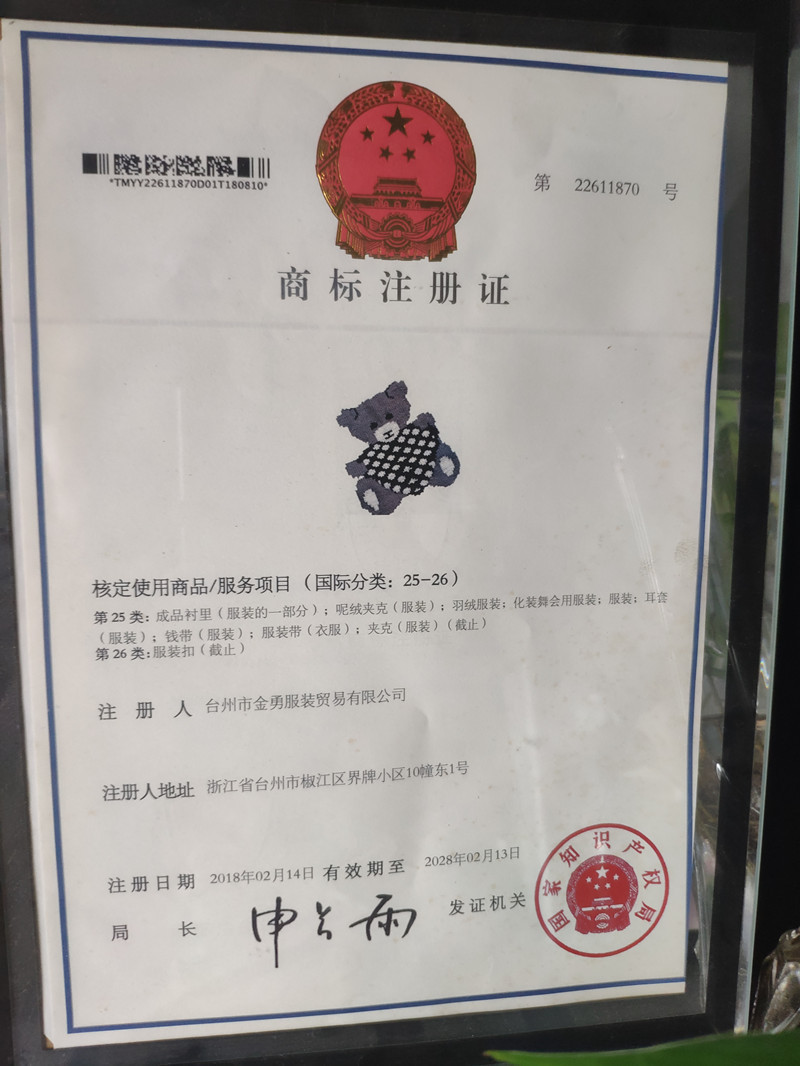 *TMYY22611870D01T180810*
第 22611870 号
商标注册证
核定使用商品/服务项目（国际分类：25-26）
第 25 类：成品衬里（服装的一部分）；呢绒夹克（服装）；羽绒服装；化装舞会用服装；服装；耳套
（服装）；钱带（服装）；服装带（衣服）；夹克（服装）（截止）
第 26 类：服装扣（截止）
注册人 台州市金勇服装贸易有限公司
注册人地址 浙江省台州市椒江区界牌小区10幢东1号
注册日期 2018年02月14日 有效期至 2028年02月13日
局长 申长雨 发证机关
国家知识产权局